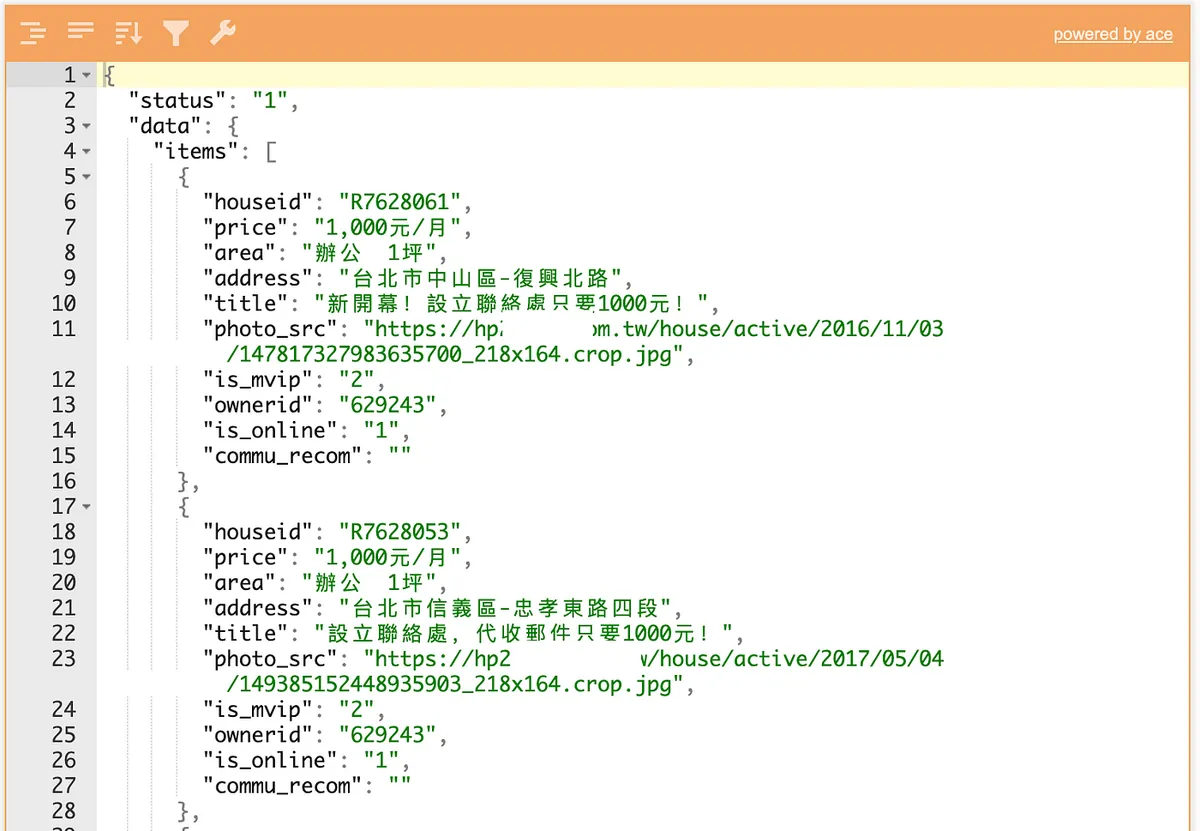 powered by ace
1 {
2 "status": "1",
3 "data": {
4 "items": [
5 {
6 "houseid": "R7628061",
7 "price": "1,000元/月",
8 "area": "辦公  1坪",
9 "address": "台北市中山區-復興北路",
10 "title": "新開幕! 設立聯絡處只要1000元! ",
11 "photo_src": "https://hp om.tw/house/active/2016/11/03
/147817327983635700_218x164.crop.jpg",
12 "is_mvip": "2",
13 "ownerid": "629243",
14 "is_online": "1",
15 "commu_recom": ""
16 },
17 {
18 "houseid": "R7628053",
19 "price": "1,000元/月",
20 "area": "辦公  1坪",
21 "address": "台北市信義區-忠孝東路四段",
22 "title": "設立聯絡處, 代收郵件只要1000元! ",
23 "photo_src": "https://hp2 w/house/active/2017/05/04
/149385152448935903_218x164.crop.jpg",
24 "is_mvip": "2",
25 "ownerid": "629243",
26 "is_online": "1",
27 "commu_recom": ""
28 },